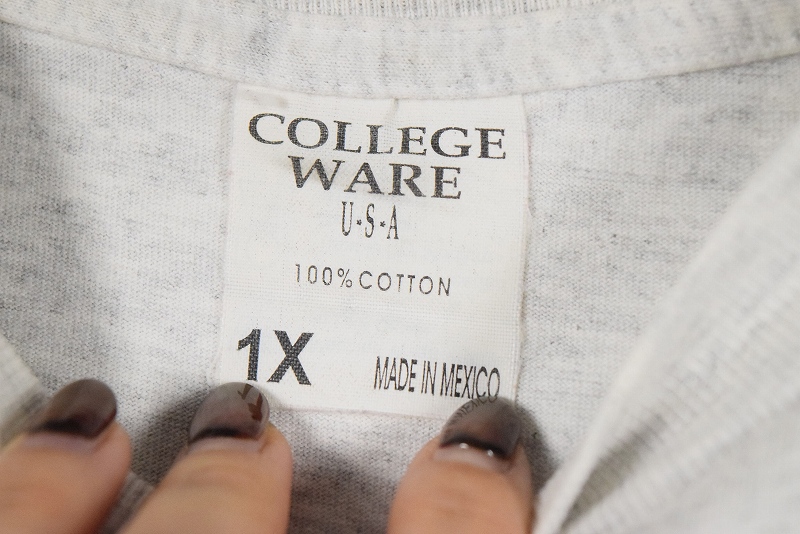 COLLEGE
WARE
U·S·A
100% COTTON
1X MADE IN MEXICO